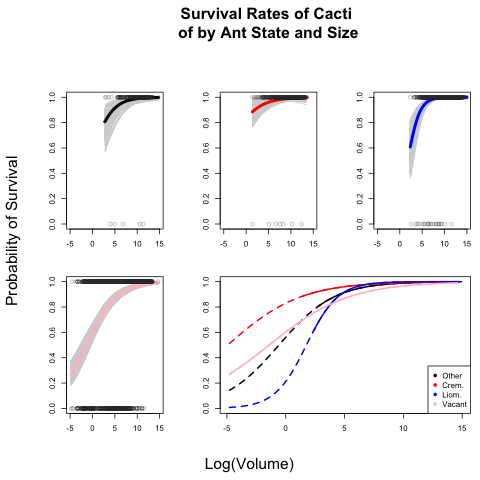 Survival Rates of Cacti
of by Ant State and Size
Probability of Survival
0.0 0.2 0.4 0.6 0.8 1.0
-5 0 5 10 15
0.0 0.2 0.4 0.6 0.8 1.0
-5 0 5 10 15
0.0 0.2 0.4 0.6 0.8 1.0
-5 0 5 10 15
0.0 0.2 0.4 0.6 0.8 1.0
-5 0 5 10 15
0.0 0.2 0.4 0.6 0.8 1.0
-5 0 5 10 15
Other
Crem.
Liom.
Vacant
Log(Volume)